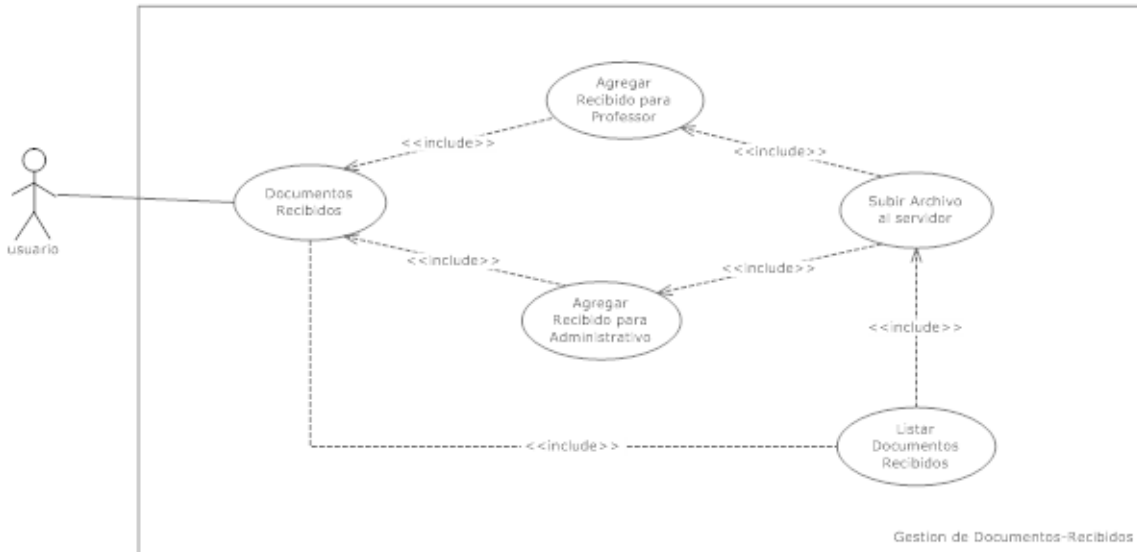 Agregar
Recibido para
Professor
<<include>>
<<include>>
Documentos
Recibidos
Subir Archivo
al servidor
usuario
<<include>>
<<include>>
Agregar
Recibido para
Administrativo
<<include>>
Listar
Documentos
Recibidos
<<include>>
Gestion de Documentos-Recibidos